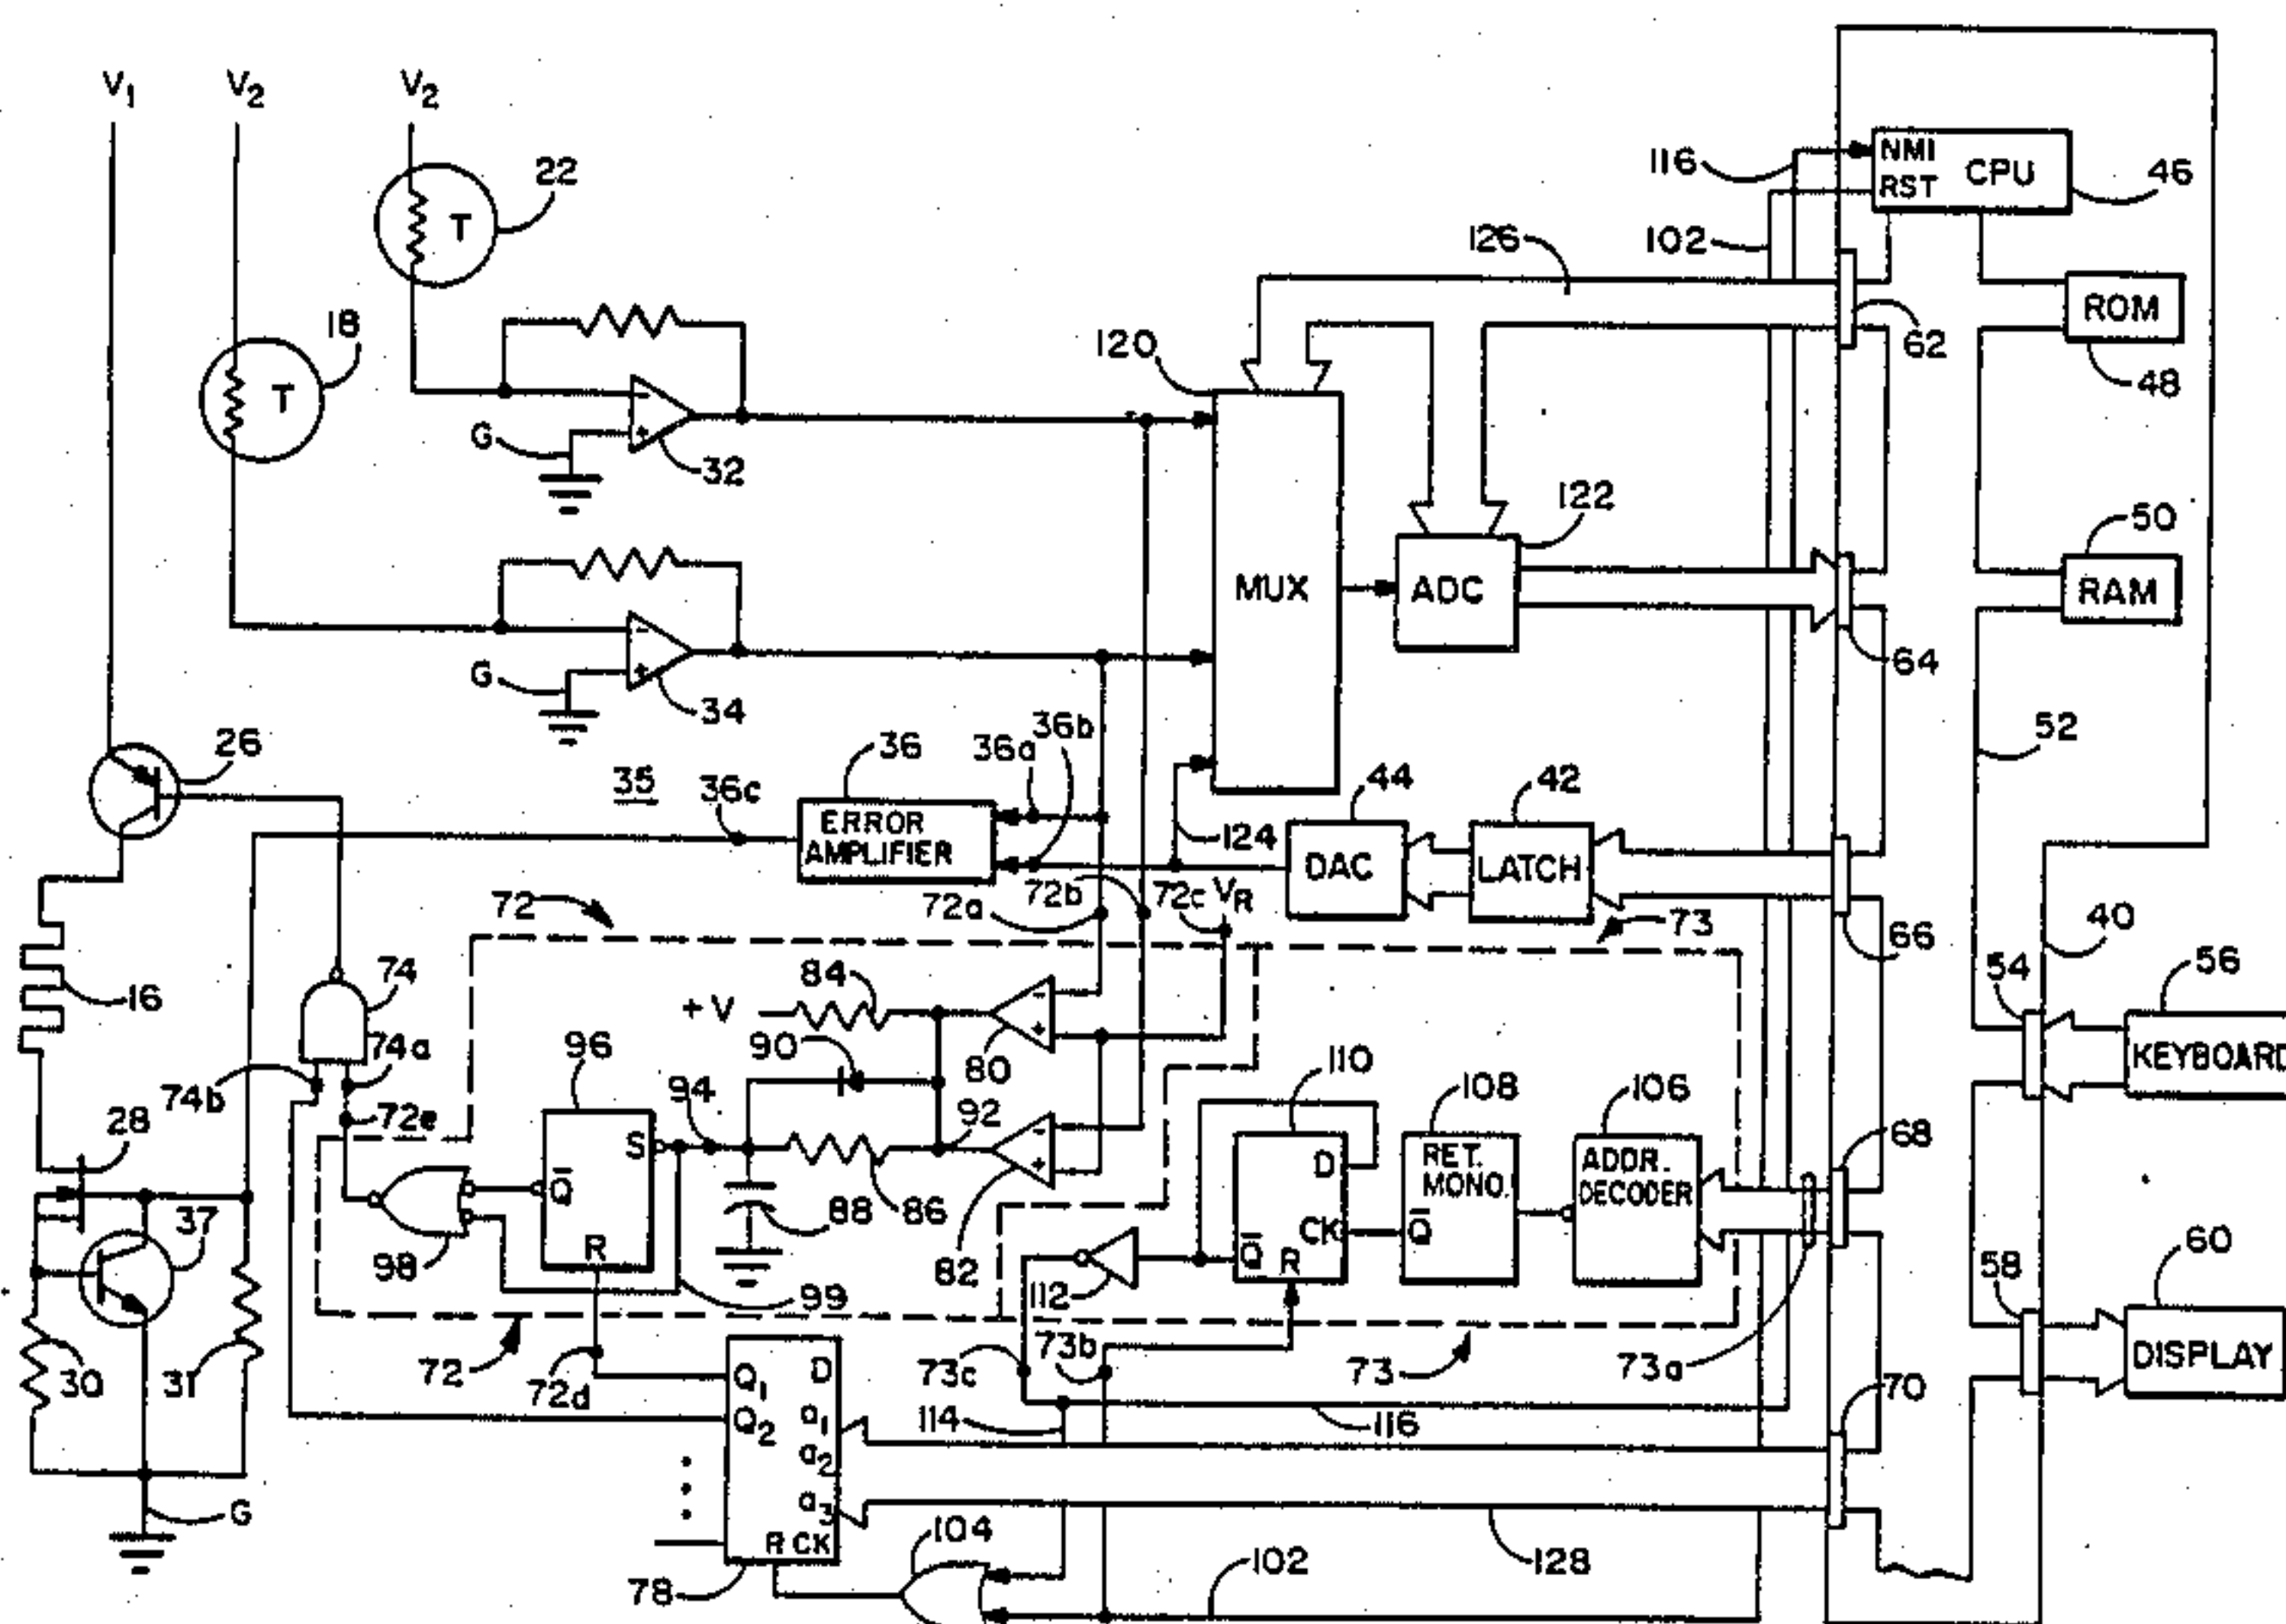 V1 V2 V2
22
18
T
T
G
32
G
34
120
126
116
NMI
RST
CPU
46
102
62
ROM
48
MUX
ADC
122
64
50
RAM
52
26
35
36c
36
ERROR
AMPLIFIER
36a
36b
124
44
DAC
42
LATCH
66
72
72a
72b
72c
VR
73
40
16
74
74a
74b
72e
+V
84
90
80
94
92
96
S
Q̄
R
88
86
82
98
99
110
D
CK
Q̄
R
108
RET.
MONO.
Q̄
106
ADDR.
DECODER
68
54
56
KEYBOARD
28
37
30
31
G
112
73c
73b
73
73a
58
60
DISPLAY
72
72d
Q1
Q2
D
a1
a2
a3
R CK
78
114
116
70
104
102
128